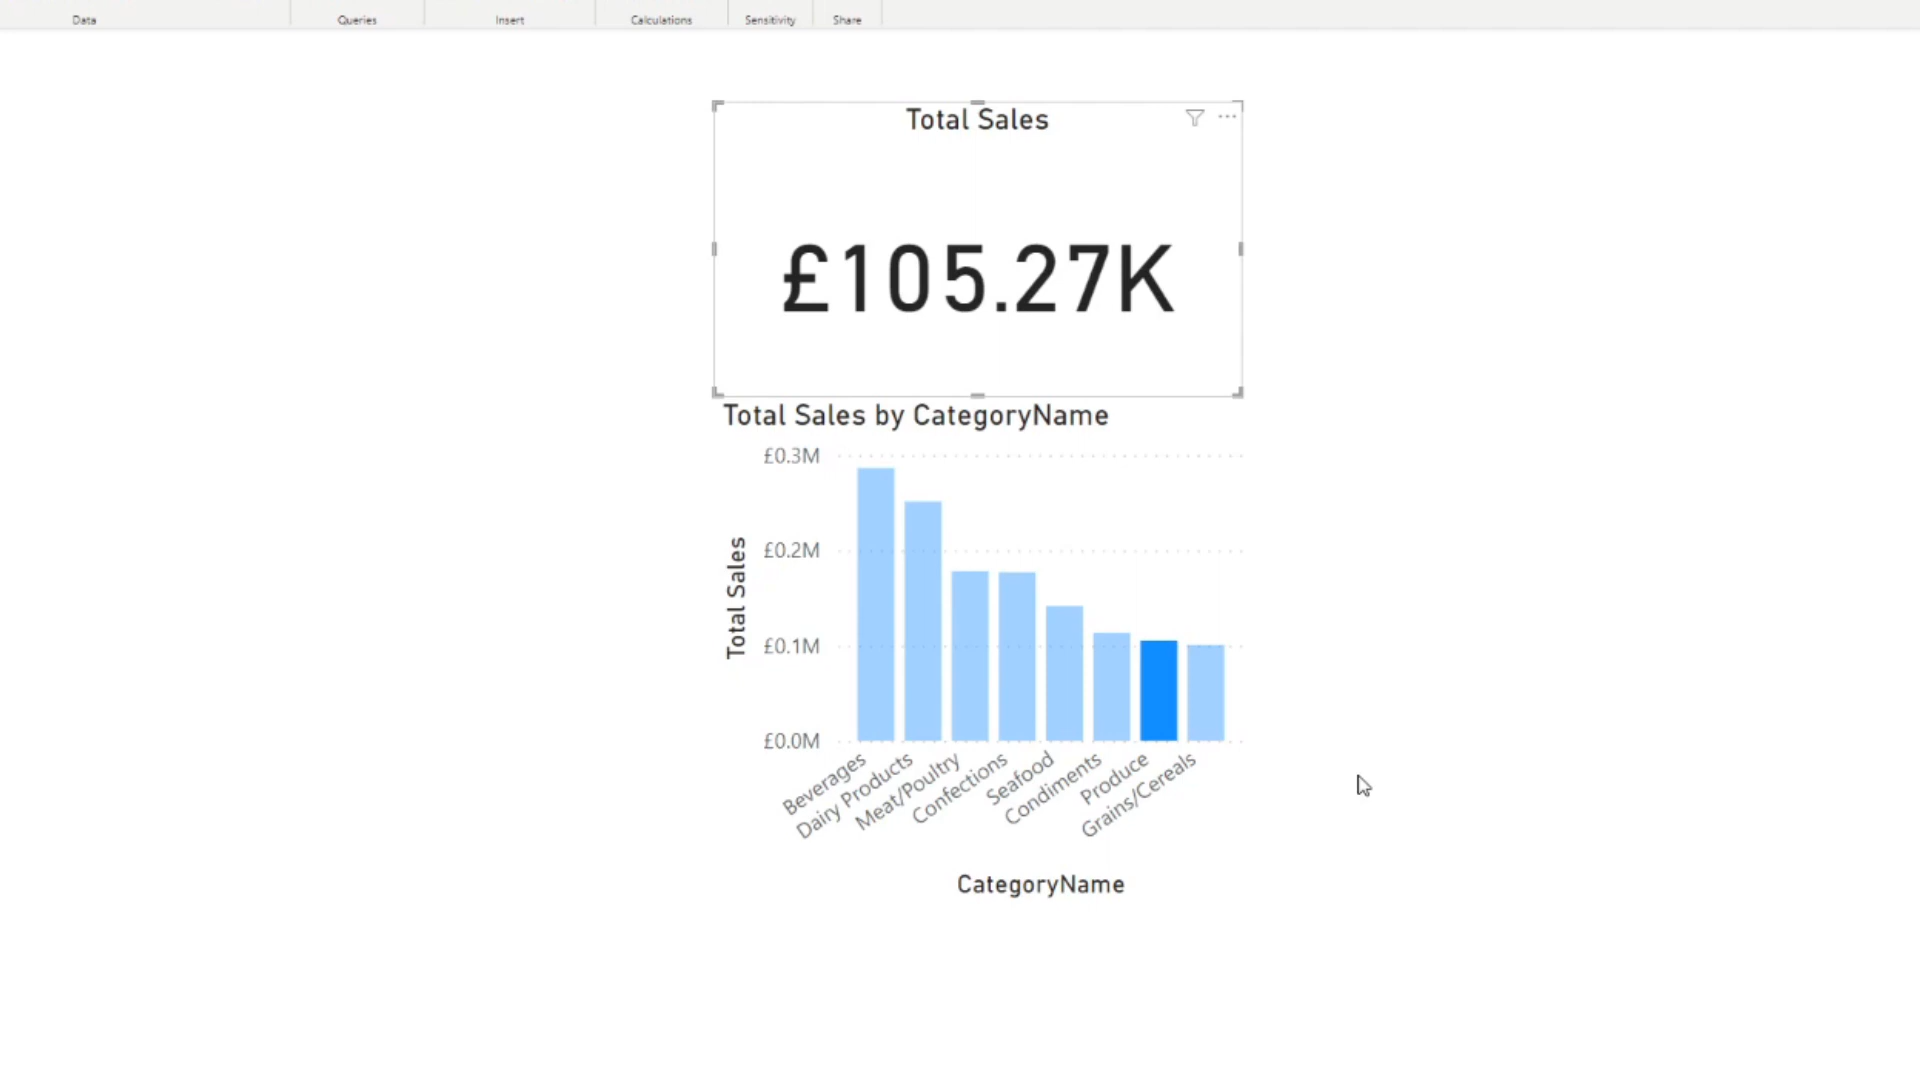 Data Queries Insert Calculations Sensitivity Share
Total Sales
£105.27K
Total Sales by CategoryName
£0.3M
£0.2M
£0.1M
£0.0M
Total Sales
Beverages
Dairy Products
Meat/Poultry
Confections
Seafood
Condiments
Produce
Grains/Cereals
CategoryName